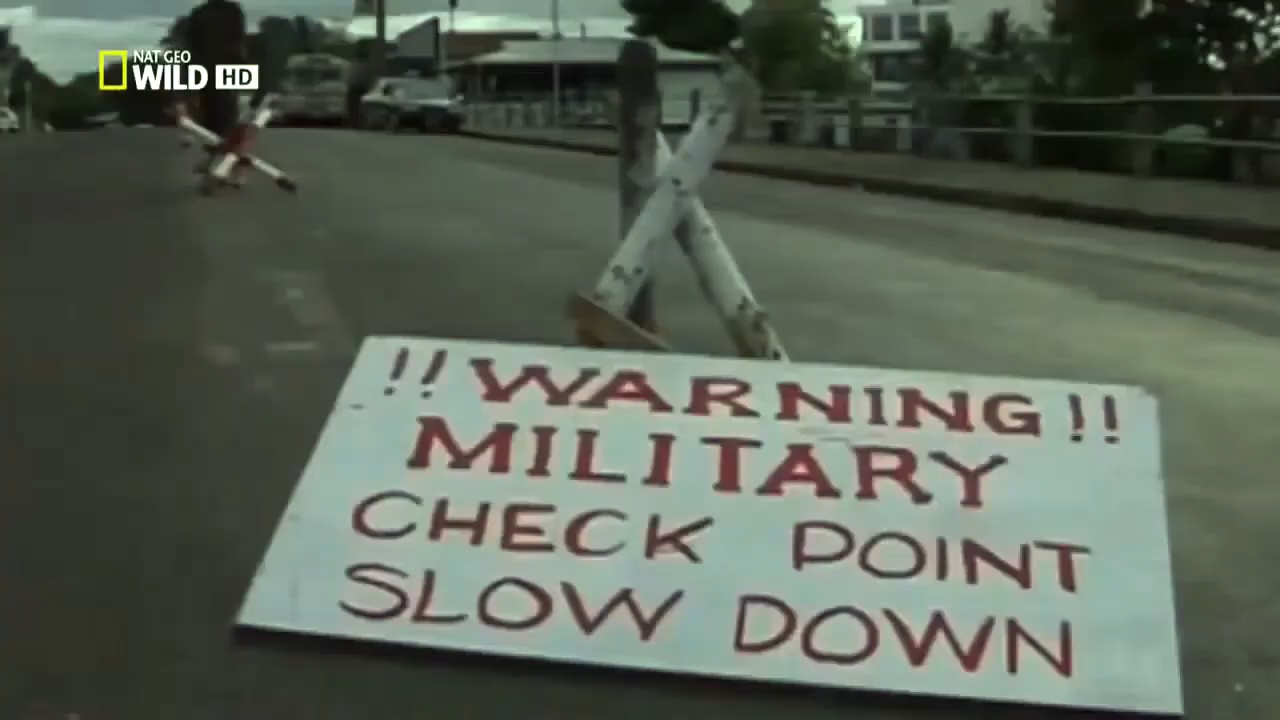 NAT GEO
WILD HD
!! WARNING !!
MILITARY
CHECK POINT
SLOW DOWN